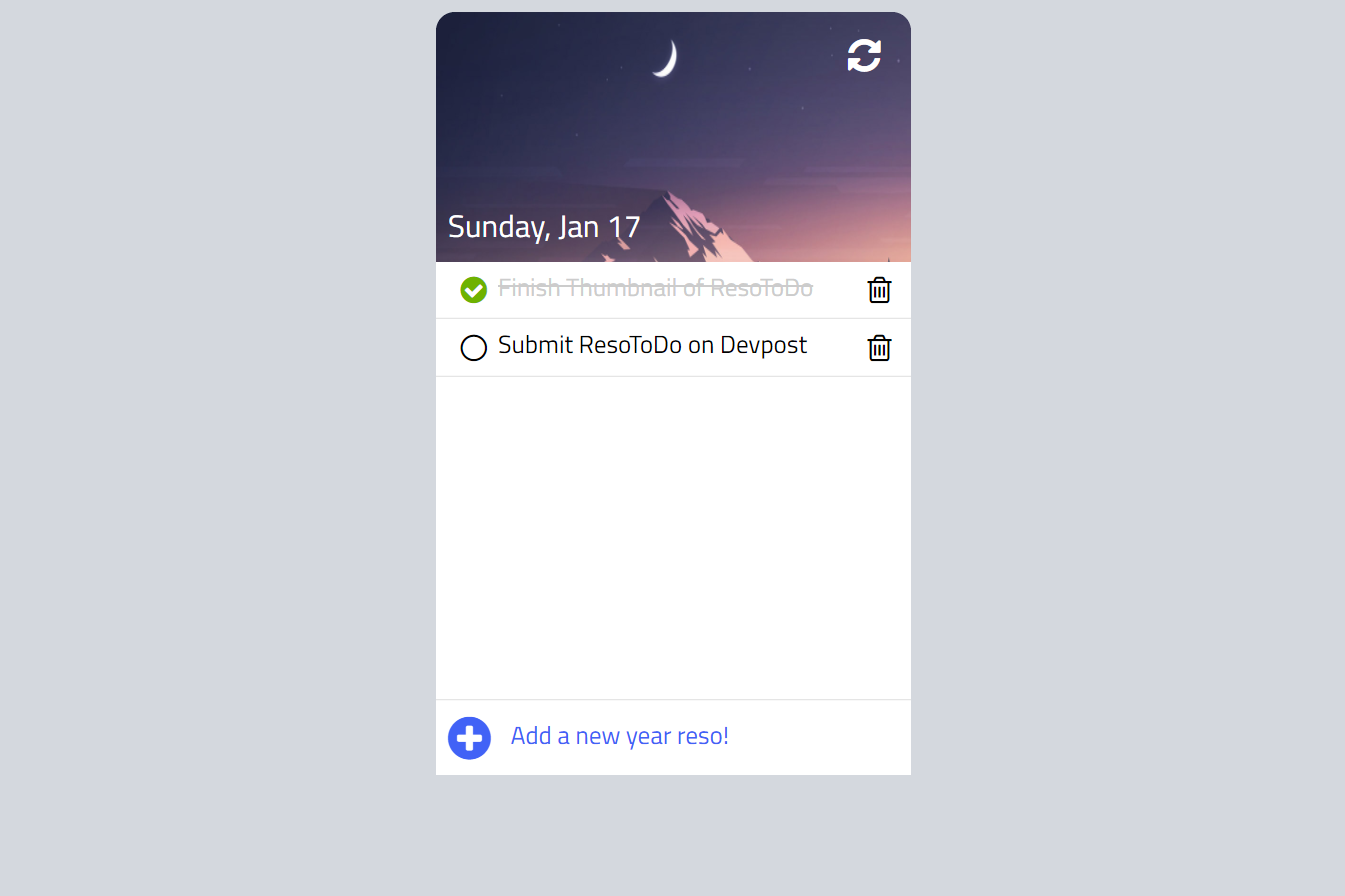 Sunday, Jan 17
Finish Thumbnail of ResoToDo
Submit ResoToDo on Devpost
Add a new year reso!